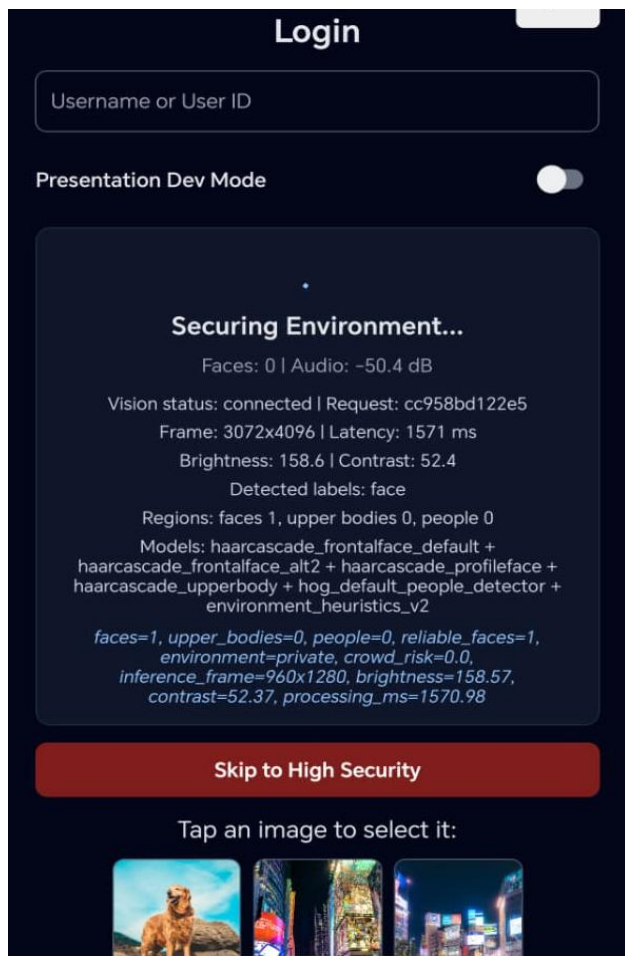 Login
Username or User ID
Presentation Dev Mode
Securing Environment...
Faces: 0 | Audio: -50.4 dB
Vision status: connected | Request: cc958bd122e5
Frame: 3072x4096 | Latency: 1571 ms
Brightness: 158.6 | Contrast: 52.4
Detected labels: face
Regions: faces 1, upper bodies 0, people 0
Models: haarcascade_frontalface_default +
haarcascade_frontalface_alt2 + haarcascade_profileface +
haarcascade_upperbody + hog_default_people_detector +
environment_heuristics_v2
faces=1, upper_bodies=0, people=0, reliable_faces=1,
environment=private, crowd_risk=0.0,
inference_frame=960x1280, brightness=158.57,
contrast=52.37, processing_ms=1570.98
Skip to High Security
Tap an image to select it: